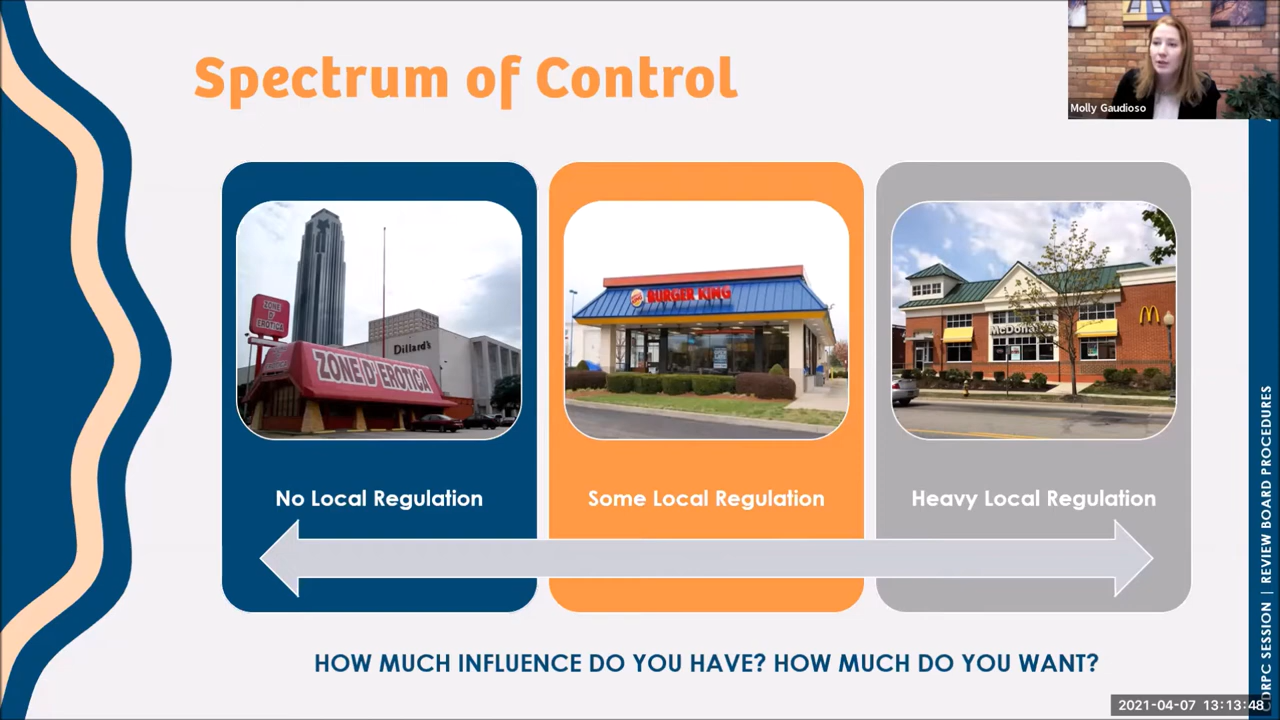 Spectrum of Control
Molly Gaudioso
ZONE
D'
EROTICA
ZONE D'EROTICA
Dillard's
BURGER KING
McDonald's
No Local Regulation
Some Local Regulation
Heavy Local Regulation
HOW MUCH INFLUENCE DO YOU HAVE? HOW MUCH DO YOU WANT?
CDRPC SESSION | REVIEW BOARD PROCEDURES
2021-04-07 13:13:48